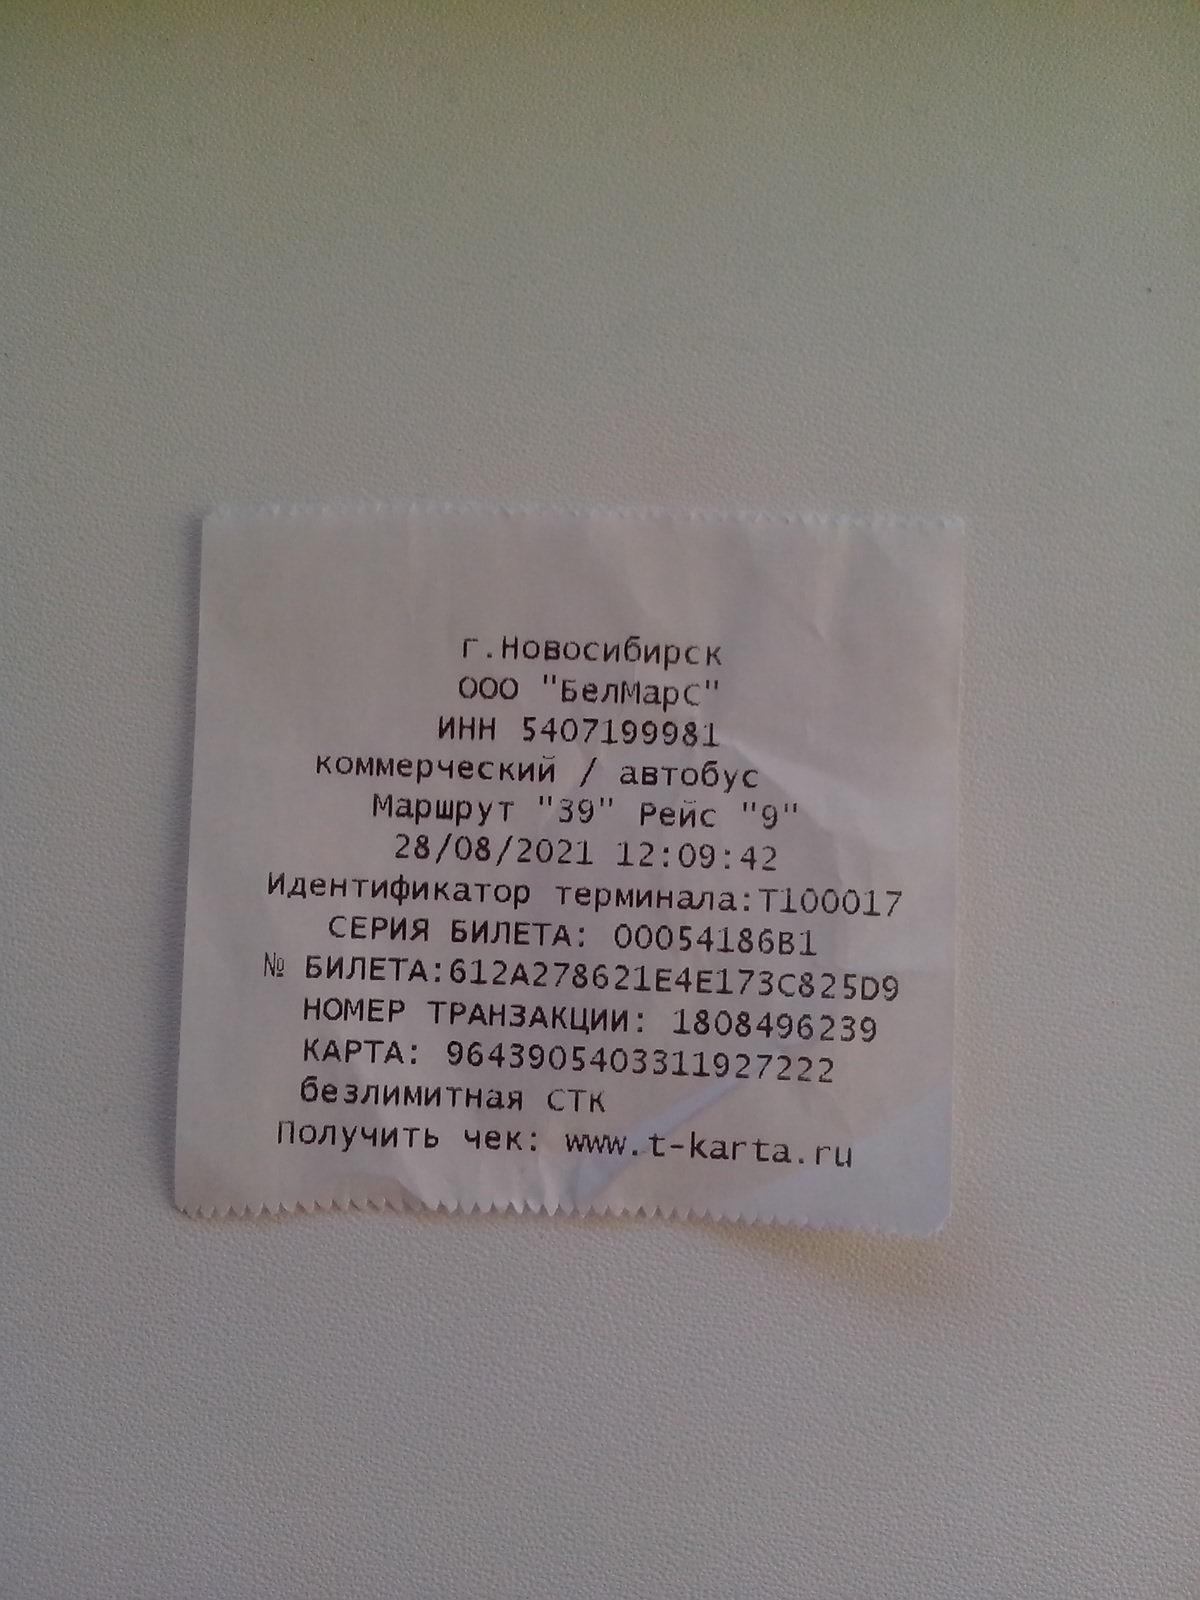 г.Новосибирск
ООО "БелМарС"
ИНН 5407199981
коммерческий / автобус
Маршрут "39" Рейс "9"
28/08/2021 12:09:42
Идентификатор терминала:Т100017
СЕРИЯ БИЛЕТА: 00054186B1
№ БИЛЕТА:612A278621E4E173C825D9
НОМЕР ТРАНЗАКЦИИ: 1808496239
КАРТА: 9643905403311927222
безлимитная СТК
Получить чек: www.t-karta.ru